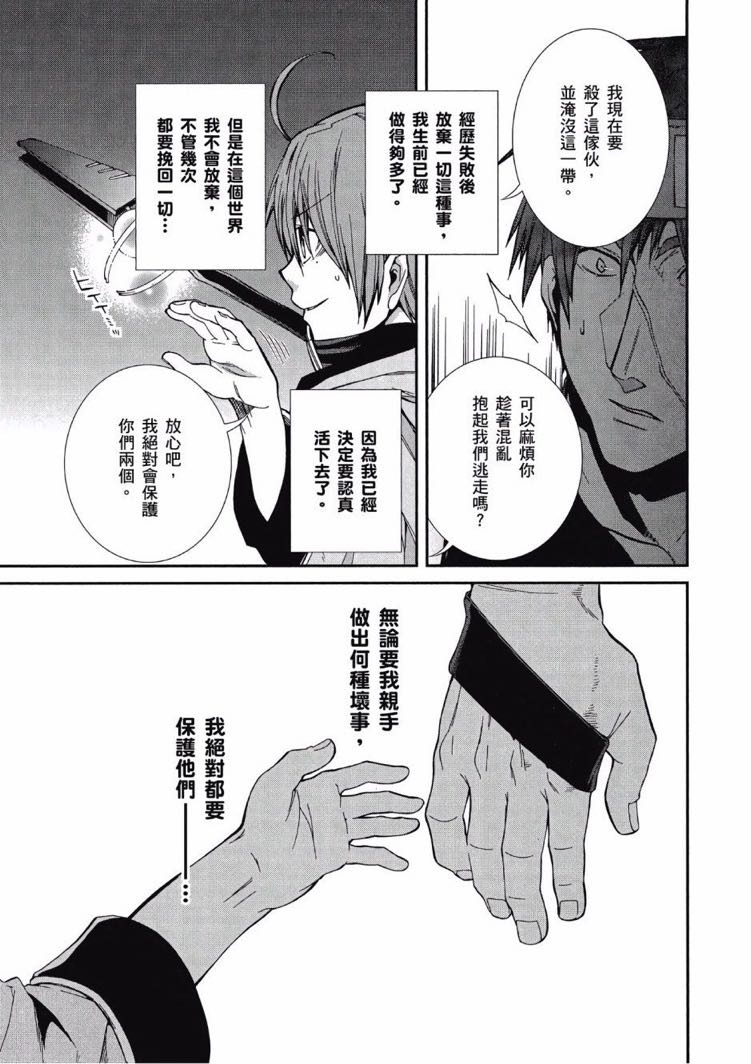 我現在要
殺了這傢伙，
並淹沒這一帶。
可以麻煩你
趁著混亂
抱起我們逃走嗎？
經歷失敗後
放棄一切這種事，
我生前已經
做得夠多了。
但是在這個世界
我不會放棄，
不管幾次
都要挽回一切…
因為我已經
決定要認真
活下去了。
放心吧，
我絕對會保護
你們兩個。
無論要我親手
做出何種壞事，
我絕對都要
保護他們——…